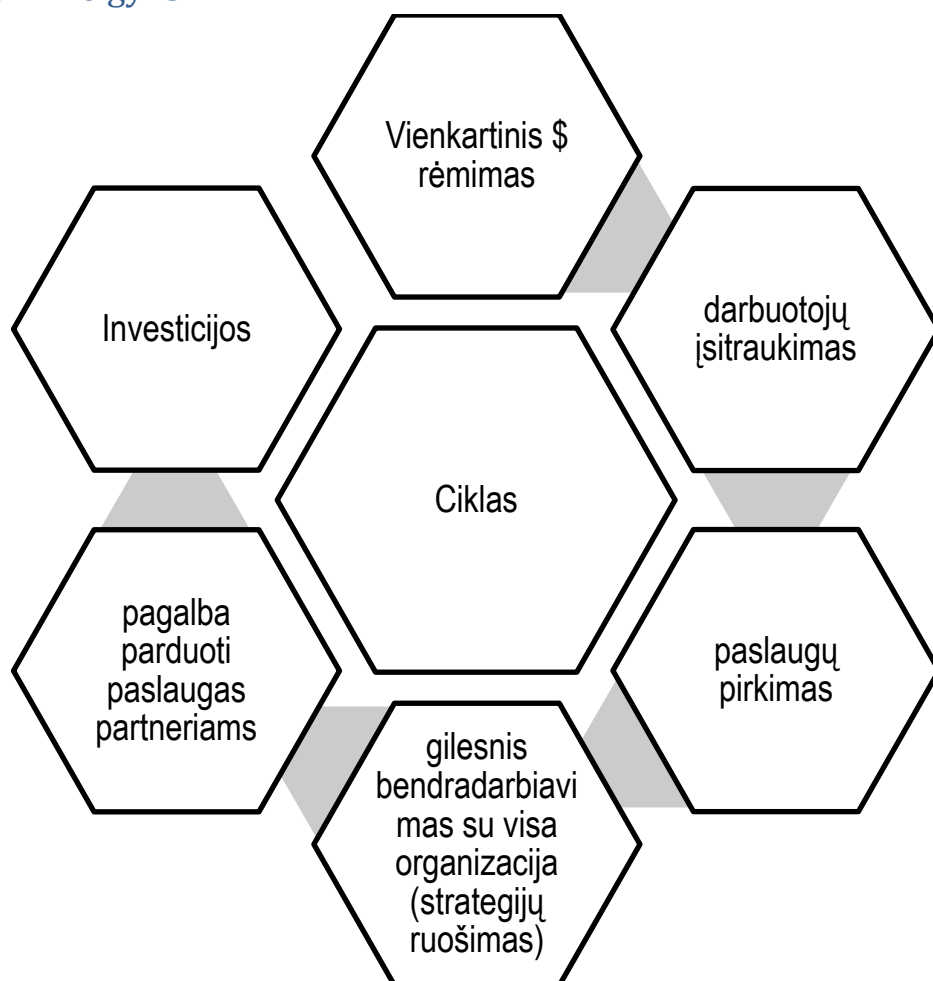 Vienkartinis $
rėmimas
darbuotojų
įsitraukimas
paslaugų
pirkimas
gilesnis
bendradarbiavi
mas su visa
organizacija
(strategijų
ruošimas)
pagalba
parduoti
paslaugas
partneriams
Investicijos
Ciklas